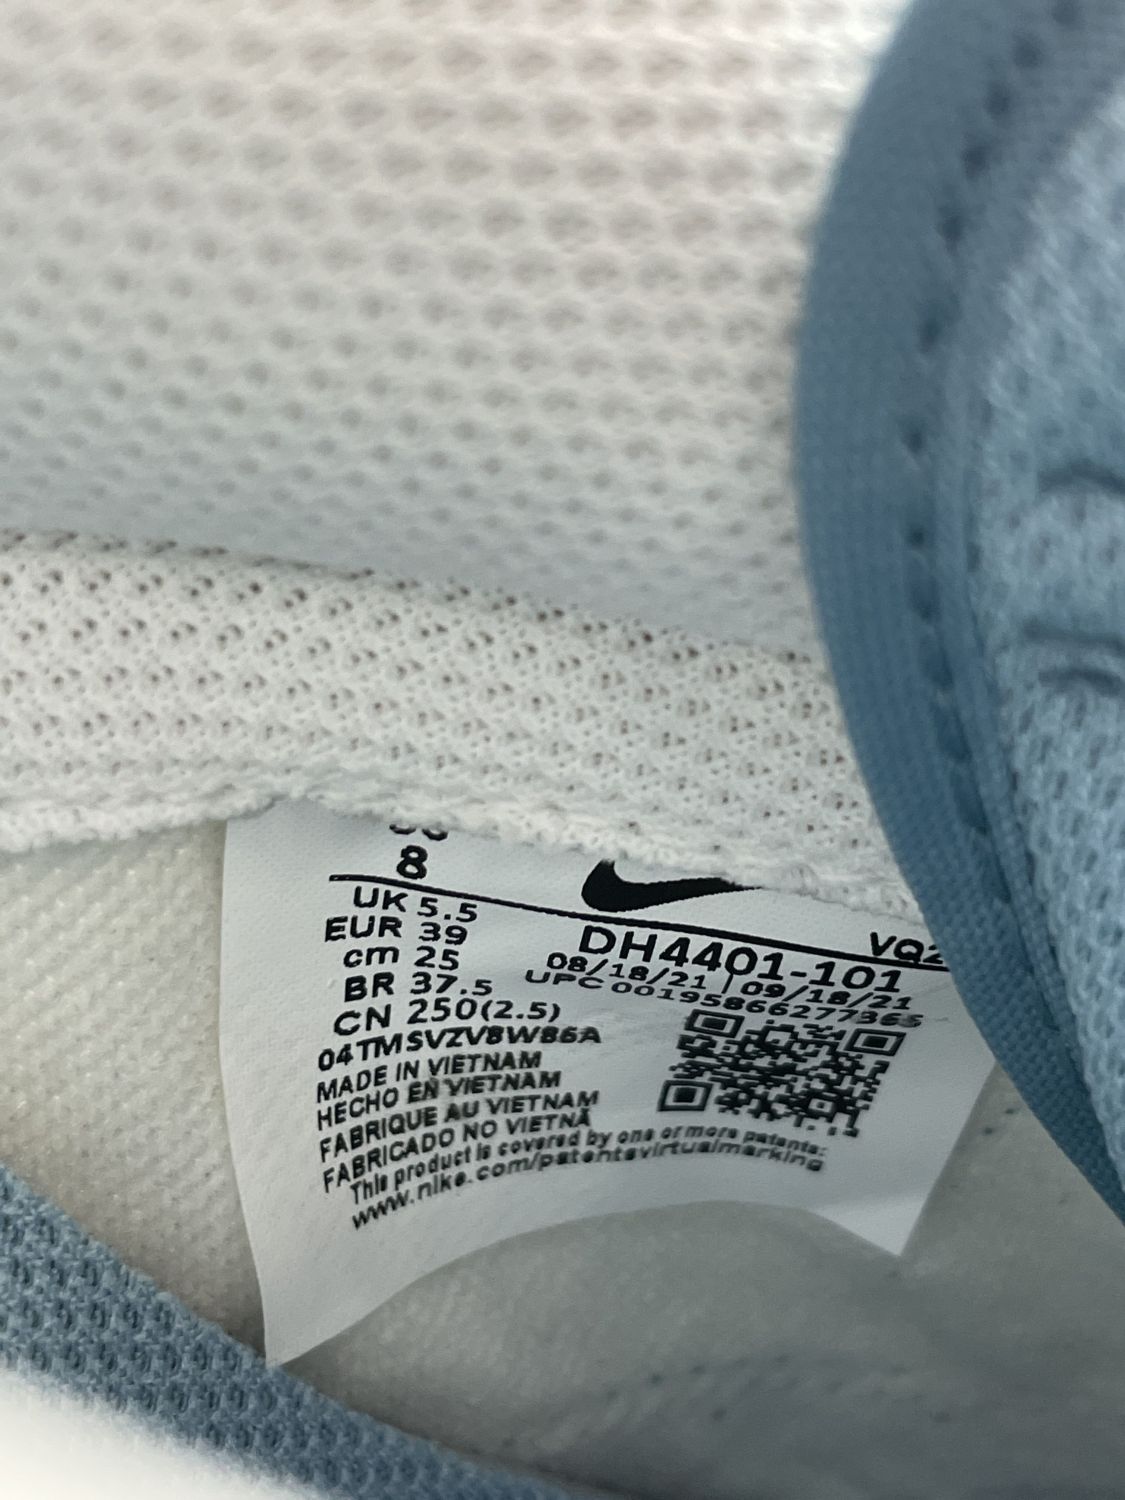 8
UK 5.5
EUR 39
cm 25
BR 37.5
CN 250(2.5)
04TMSVZV8W86A
MADE IN VIETNAM
HECHO EN VIETNAM
FABRIQUE AU VIETNAM
FABRICADO NO VIETNÃ
This product is covered by one or more patents:
www.nike.com/patentsvirtualmarking
VQ2
DH4401-101
08/18/21 09/18/21
UPC 00195866277365